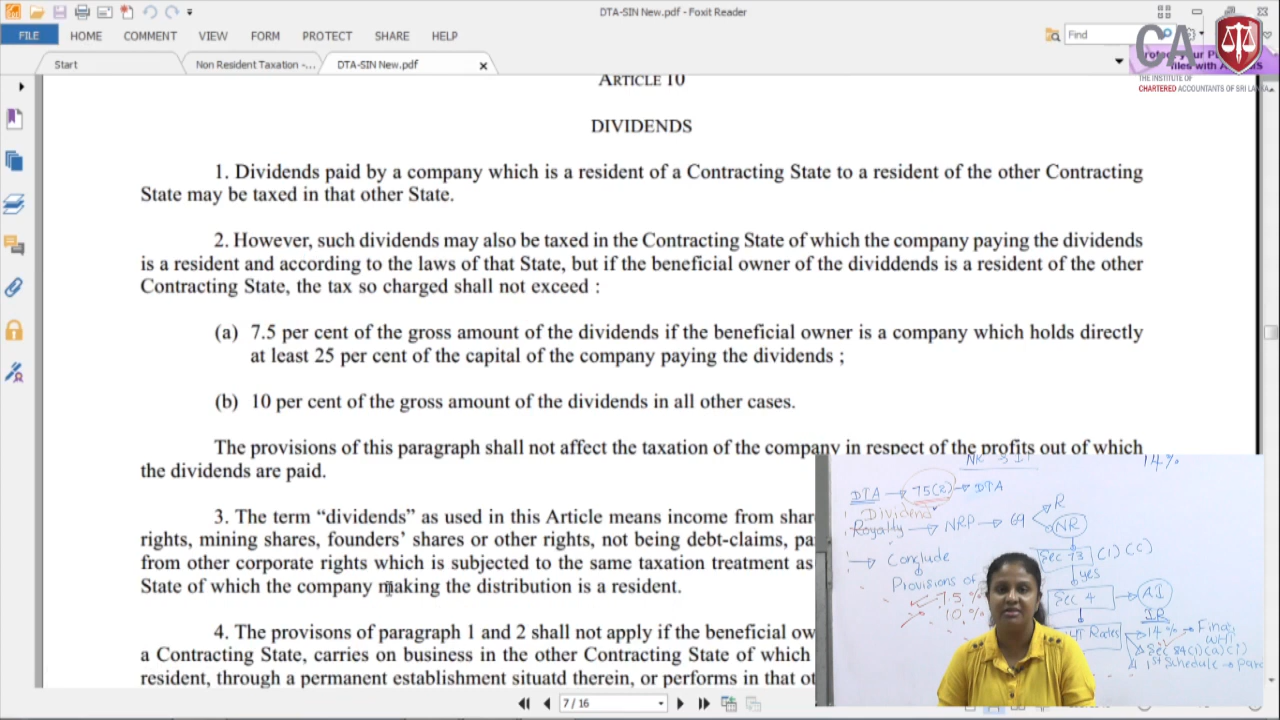 DTA-SIN New.pdf - Foxit Reader
FILE HOME COMMENT VIEW FORM PROTECT SHARE HELP
Find
CA
THE INSTITUTE OF
CHARTERED ACCOUNTANTS OF SRI LANKA
Start Non Resident Taxation -... DTA-SIN New.pdf
ARTICLE 10
DIVIDENDS
1. Dividends paid by a company which is a resident of a Contracting State to a resident of the other Contracting
State may be taxed in that other State.
2. However, such dividends may also be taxed in the Contracting State of which the company paying the dividends
is a resident and according to the laws of that State, but if the beneficial owner of the dividdends is a resident of the other
Contracting State, the tax so charged shall not exceed :
(a) 7.5 per cent of the gross amount of the dividends if the beneficial owner is a company which holds directly
at least 25 per cent of the capital of the company paying the dividends ;
(b) 10 per cent of the gross amount of the dividends in all other cases.
The provisions of this paragraph shall not affect the taxation of the company in respect of the profits out of which
the dividends are paid.
3. The term “dividends” as used in this Article means income from shar
rights, mining shares, founders’ shares or other rights, not being debt-claims, pa
from other corporate rights which is subjected to the same taxation treatment as
State of which the company making the distribution is a resident.
4. The provisons of paragraph 1 and 2 shall not apply if the beneficial ow
a Contracting State, carries on business in the other Contracting State of which
resident, through a permanent establishment situatd therein, or performs in that ot
7 / 16
14%
DTA → 75(2) → DTA
Dividend
Royalty → NRP → 69
R
NR
→ Conclude
Sec 73 (1) (c)
yes
Provisions of
7.5 %
10 %
Sec 4 → AI
Rates
14% → Final
WHT
Sec 84(1)(a)(i)
1st Schedule → Para